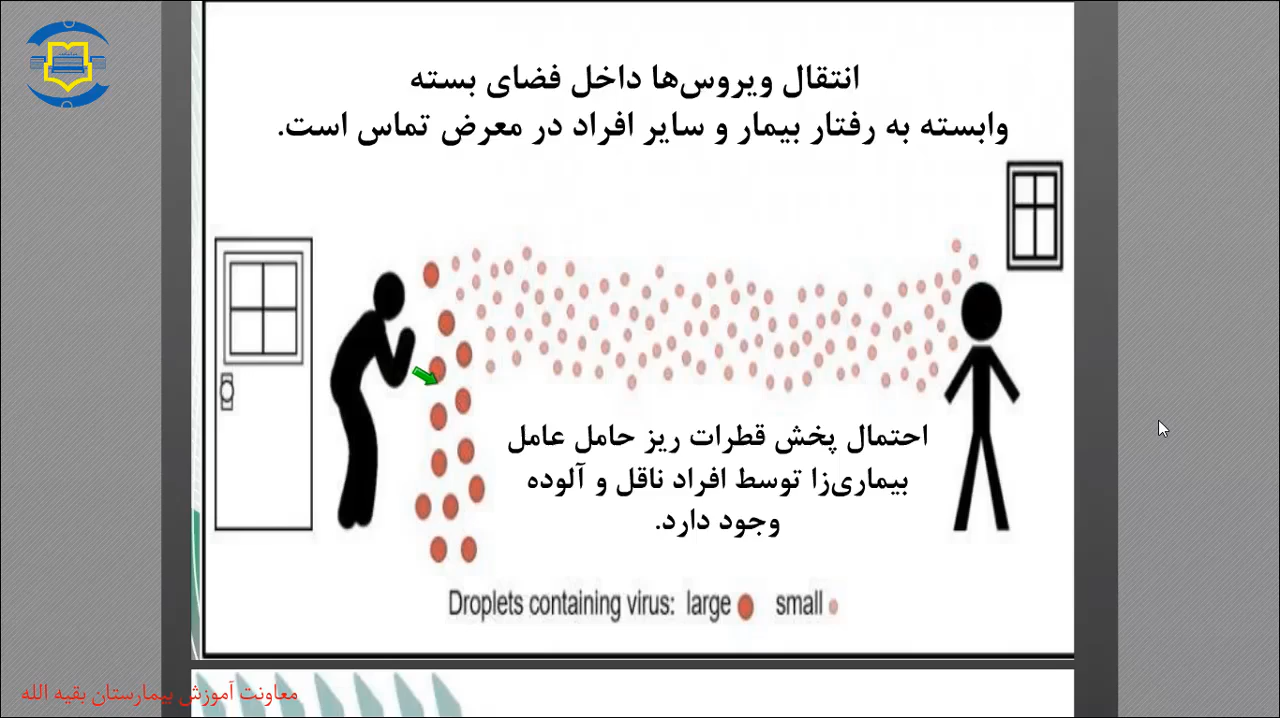 انتقال ویروس‌ها داخل فضای بسته
وابسته به رفتار بیمار و سایر افراد در معرض تماس است.
احتمال پخش قطرات ریز حامل عامل
بیماری‌زا توسط افراد ناقل و آلوده
وجود دارد.
Droplets containing virus: large small
معاونت آموزش بیمارستان بقیه الله